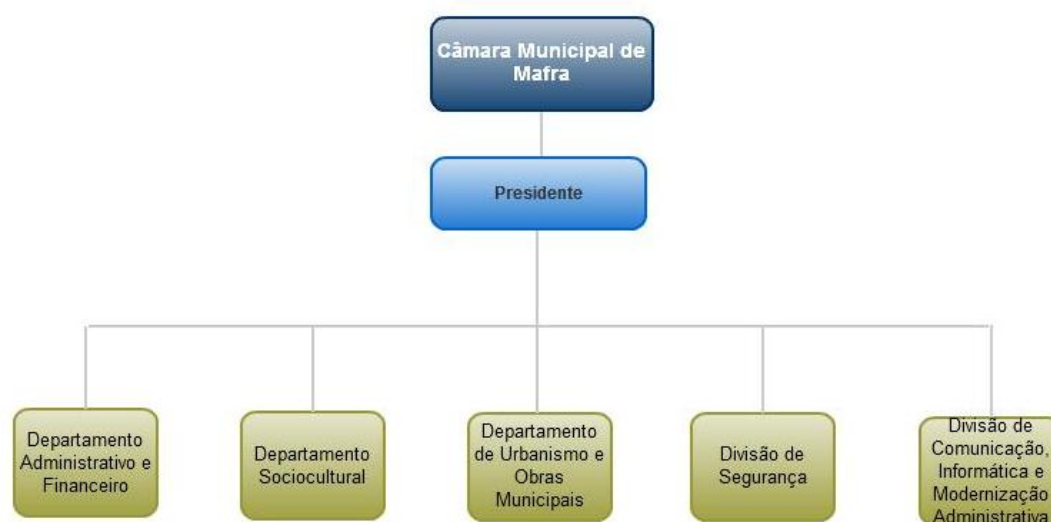 Câmara Municipal de
Mafra
Presidente
Departamento
Administrativo e
Financeiro
Departamento
Sociocultural
Departamento
de Urbanismo e
Obras
Municipais
Divisão de
Segurança
Divisão de
Comunicação,
Informática e
Modernização
Administrativa